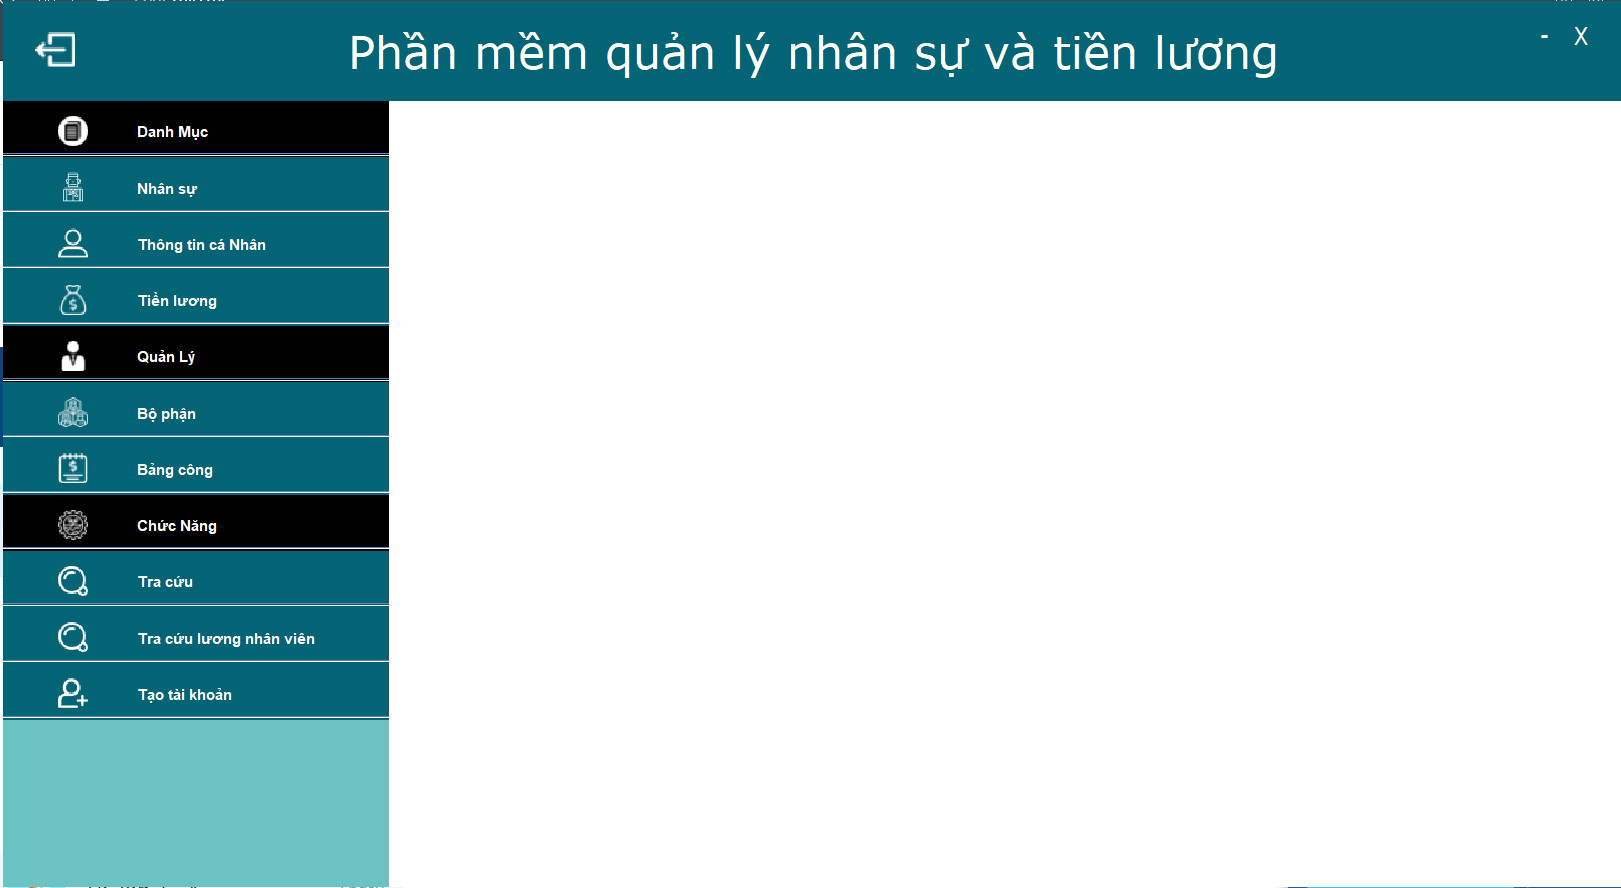 Phần mềm quản lý nhân sự và tiền lương
- X
Danh Mục
Nhân sự
Thông tin cá Nhân
Tiền lương
Quản Lý
Bộ phận
Bảng công
Chức Năng
Tra cứu
Tra cứu lương nhân viên
Tạo tài khoản